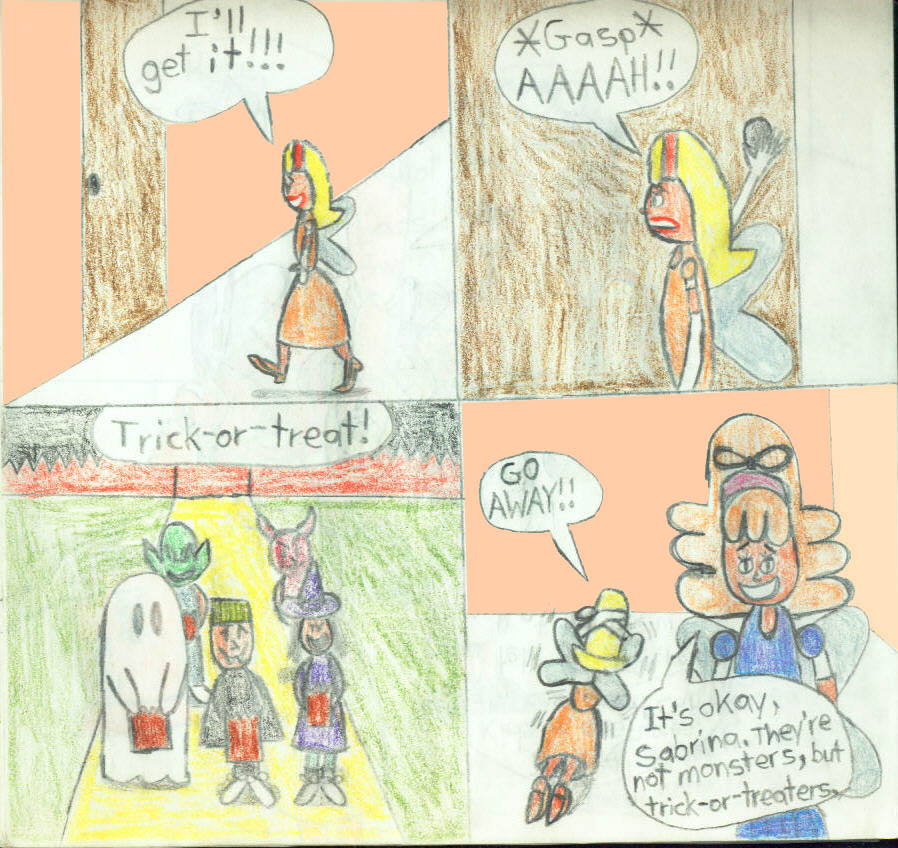 I'll
get it!!!
*Gasp*
AAAAH!!
Trick-or-treat!
GO
AWAY!!
It's okay,
Sabrina. They're
not monsters, but
trick-or-treaters.